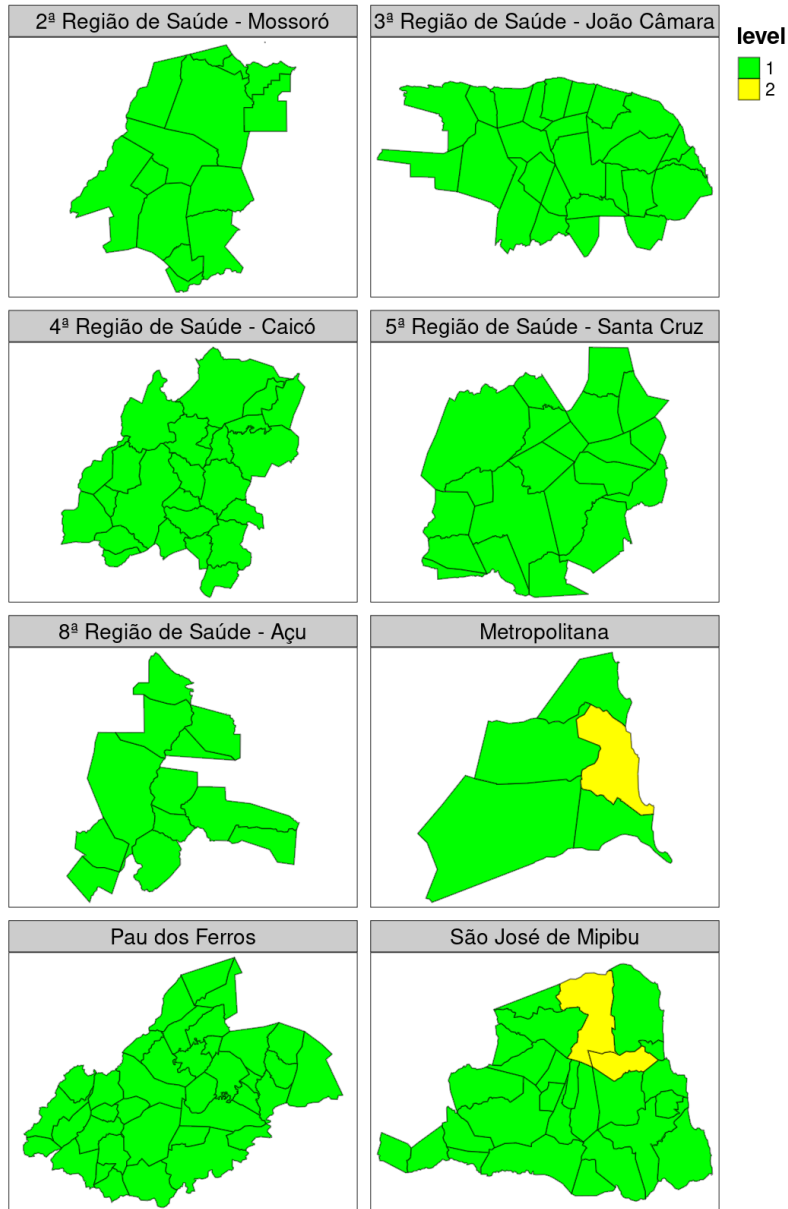 2ª Região de Saúde - Mossoró
3ª Região de Saúde - João Câmara
level
1
2
4ª Região de Saúde - Caicó
5ª Região de Saúde - Santa Cruz
8ª Região de Saúde - Açu
Metropolitana
Pau dos Ferros
São José de Mipibu